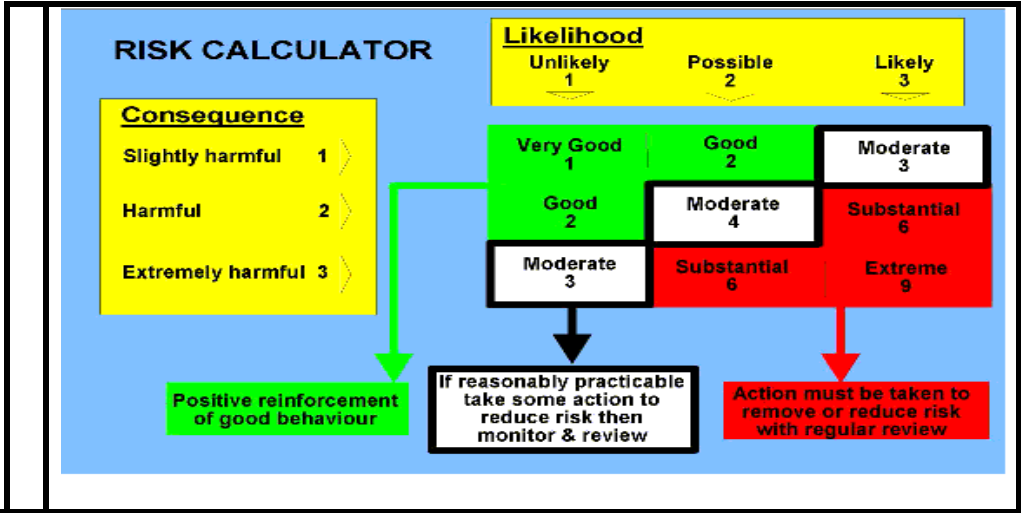 RISK CALCULATOR
Likelihood
Unlikely Possible Likely
1 2 3
Consequence
Slightly harmful 1
Harmful 2
Extremely harmful 3
Very Good Good Moderate
1 2 3
Good Moderate Substantial
2 4 6
Moderate Substantial Extreme
3 6 9
Positive reinforcement
of good behaviour
If reasonably practicable
take some action to
reduce risk then
monitor & review
Action must be taken to
remove or reduce risk
with regular review